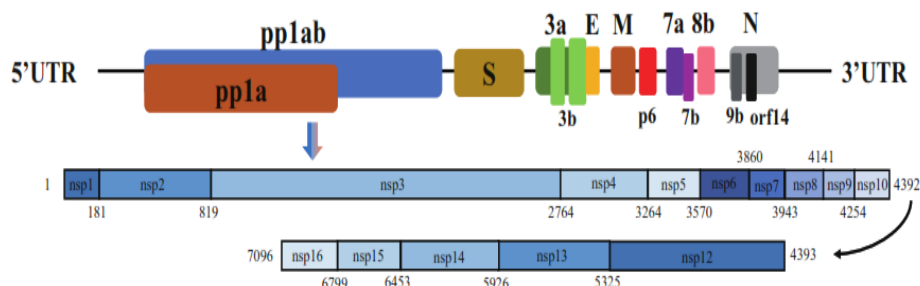 3a E M 7a 8b N
pp1ab
5'UTR S 3'UTR
pp1a
3b p6 7b 9b orf14
3860 4141
1 nsp1 nsp2 nsp3 nsp4 nsp5 nsp6 nsp7 nsp8 nsp9 nsp10 4392
181 819 2764 3264 3570 3943 4254
7096 nsp16 nsp15 nsp14 nsp13 nsp12 4393
6799 6453 5926 5325